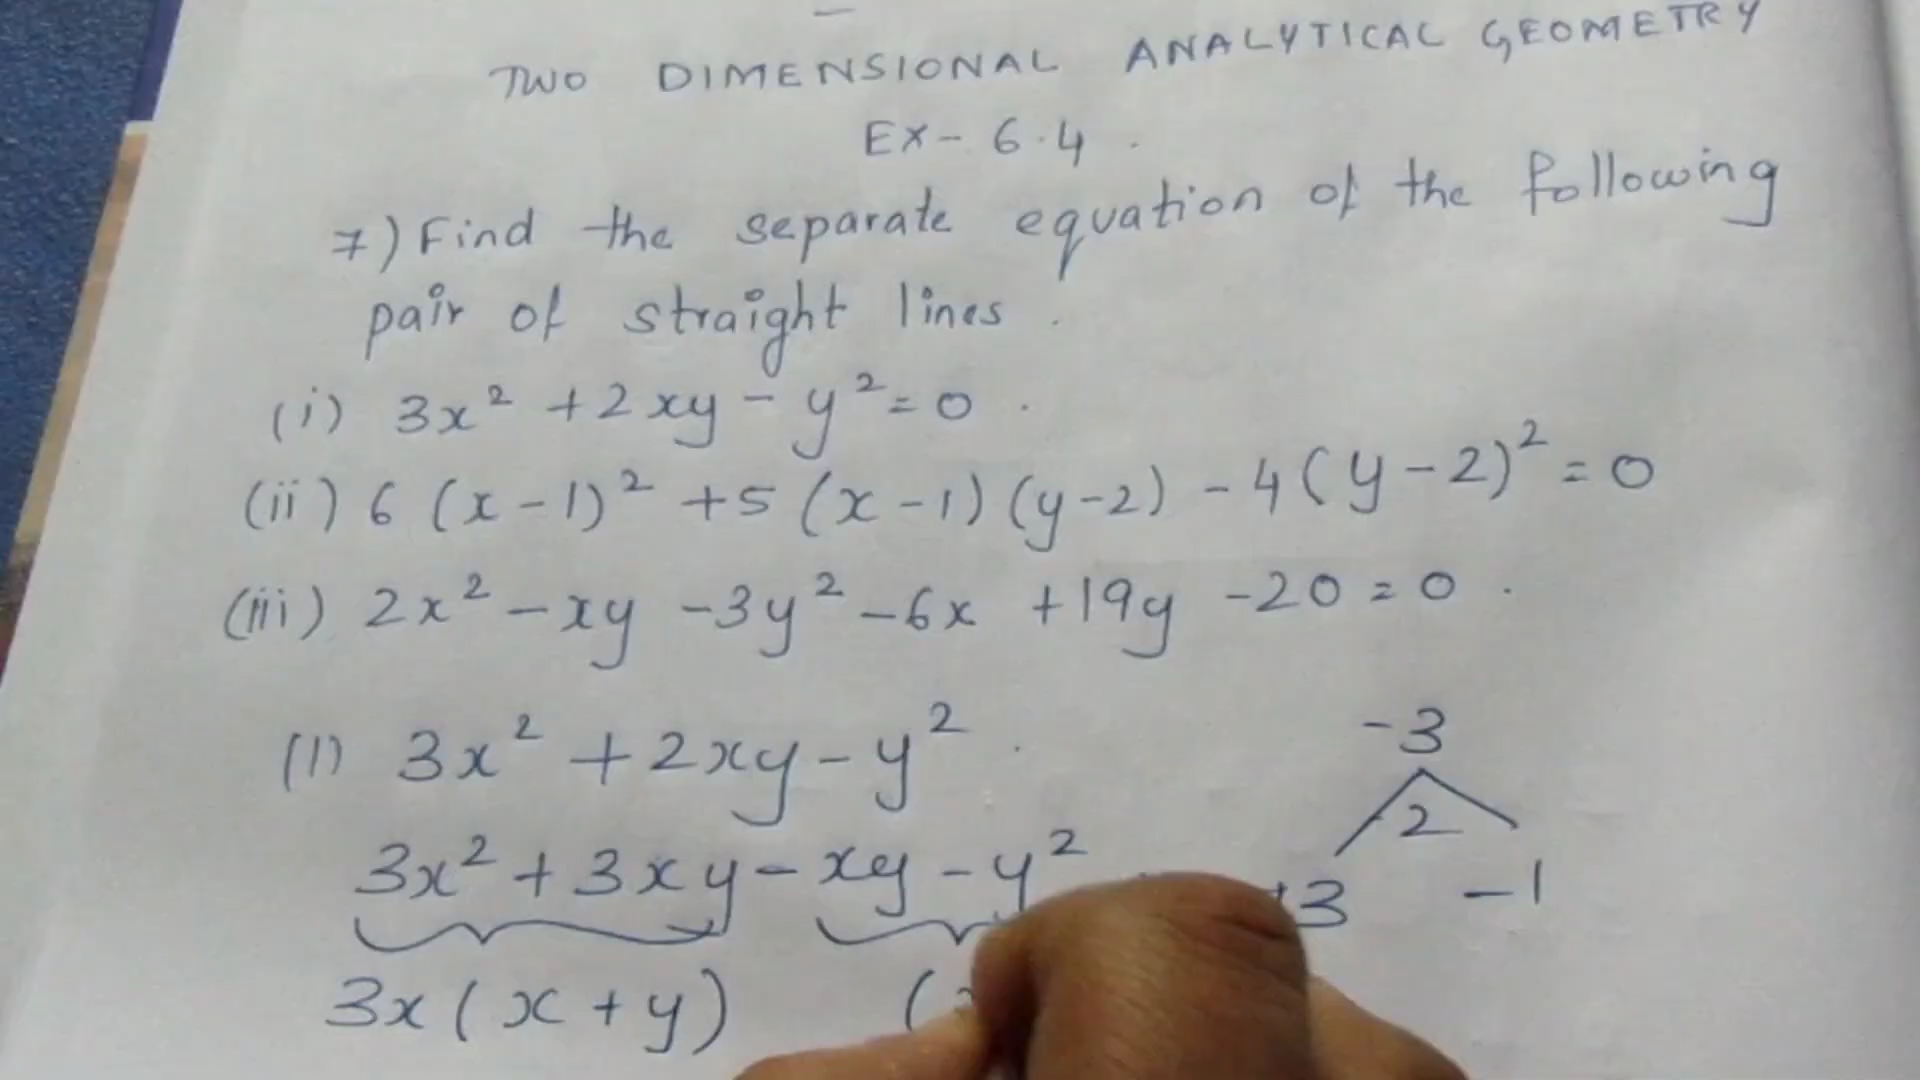 TWO DIMENSIONAL ANALYTICAL GEOMETRY
EX- 6.4.
7) Find the separate equation of the following
pair of straight lines.
(i) 3x² + 2xy - y² = 0.
(ii) 6 (x - 1)² + 5 (x - 1) (y - 2) - 4 (y - 2)² = 0
(iii) 2x² - xy - 3y² - 6x + 19y - 20 = 0.
(1) 3x² + 2xy - y².
-3
2
3x² + 3xy - xy - y²
+3 -1
3x (x + y) (